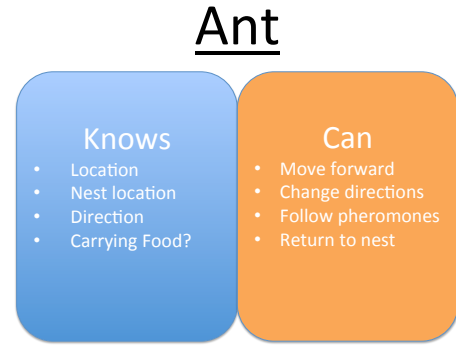 Ant
Knows
• Location
• Nest location
• Direction
• Carrying Food?
Can
• Move forward
• Change directions
• Follow pheromones
• Return to nest